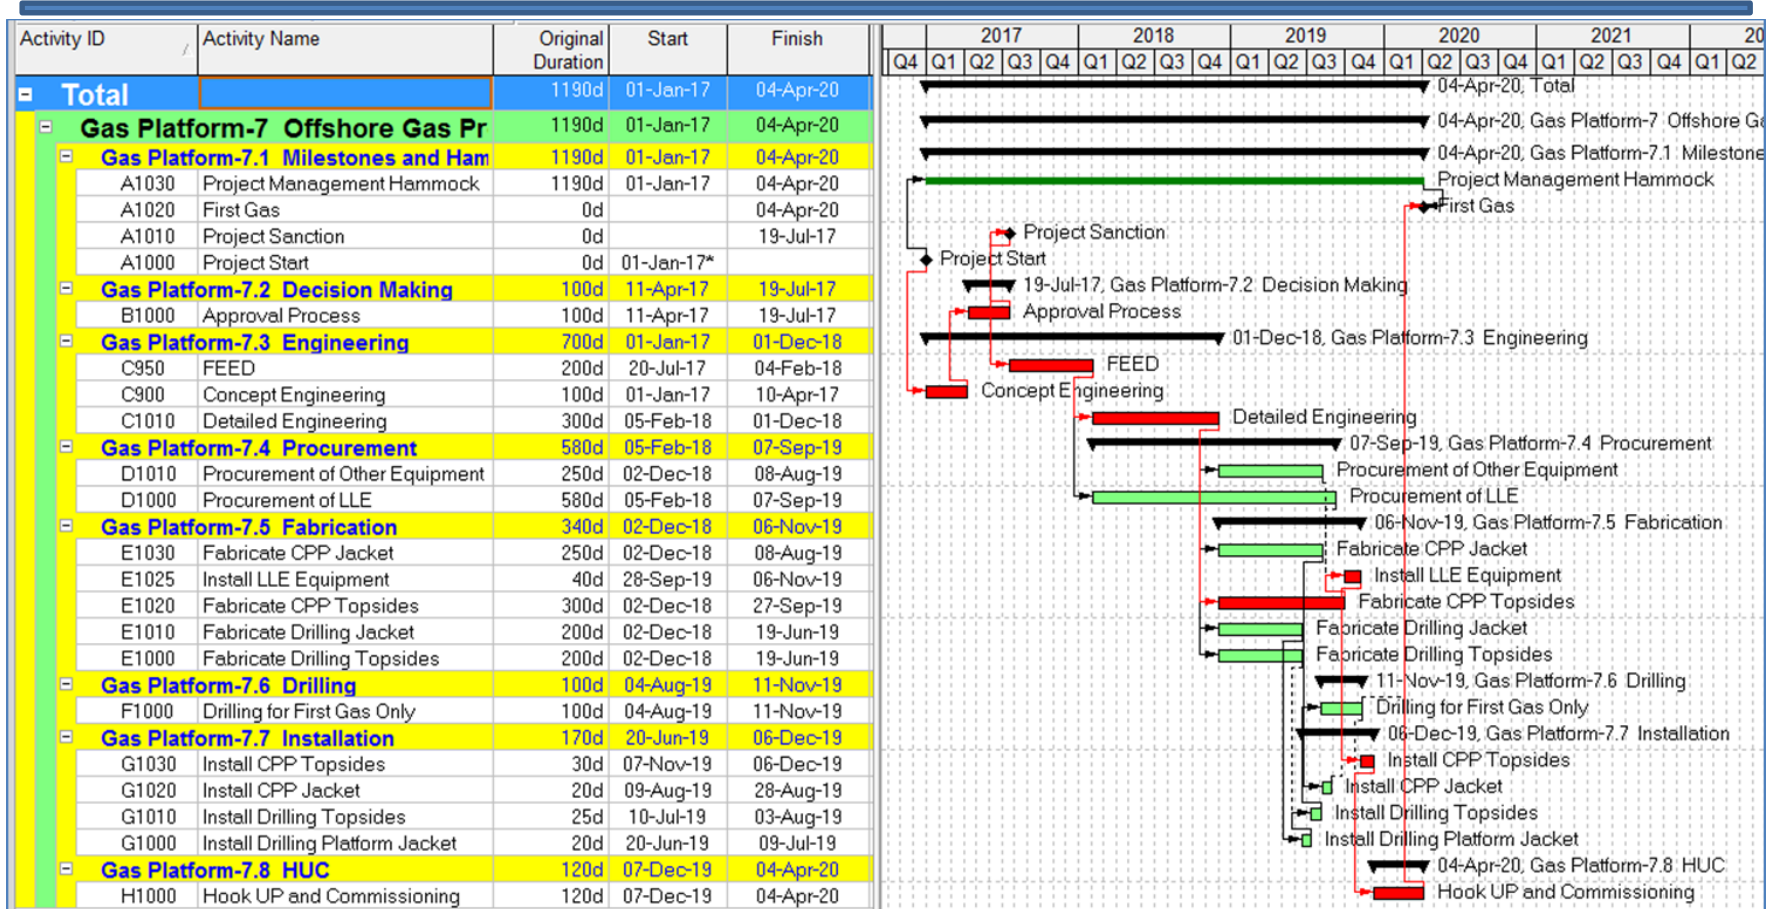 Activity ID Activity Name Original Duration Start Finish
2017 2018 2019 2020 2021 20
Q4 Q1 Q2 Q3 Q4 Q1 Q2 Q3 Q4 Q1 Q2 Q3 Q4 Q1 Q2 Q3 Q4 Q1 Q2 Q3 Q4 Q1 Q2
Total 1190d 01-Jan-17 04-Apr-20 04-Apr-20, Total
Gas Platform-7 Offshore Gas Pr 1190d 01-Jan-17 04-Apr-20 04-Apr-20, Gas Platform-7 Offshore Ga
Gas Platform-7.1 Milestones and Ham 1190d 01-Jan-17 04-Apr-20 04-Apr-20, Gas Platform-7.1 Milestone
A1030 Project Management Hammock 1190d 01-Jan-17 04-Apr-20 Project Management Hammock
A1020 First Gas 0d 04-Apr-20 First Gas
A1010 Project Sanction 0d 19-Jul-17 Project Sanction
A1000 Project Start 0d 01-Jan-17* Project Start
Gas Platform-7.2 Decision Making 100d 11-Apr-17 19-Jul-17 19-Jul-17, Gas Platform-7.2 Decision Making
B1000 Approval Process 100d 11-Apr-17 19-Jul-17 Approval Process
Gas Platform-7.3 Engineering 700d 01-Jan-17 01-Dec-18 01-Dec-18, Gas Platform-7.3 Engineering
C950 FEED 200d 20-Jul-17 04-Feb-18 FEED
C900 Concept Engineering 100d 01-Jan-17 10-Apr-17 Concept Engineering
C1010 Detailed Engineering 300d 05-Feb-18 01-Dec-18 Detailed Engineering
Gas Platform-7.4 Procurement 580d 05-Feb-18 07-Sep-19 07-Sep-19, Gas Platform-7.4 Procurement
D1010 Procurement of Other Equipment 250d 02-Dec-18 08-Aug-19 Procurement of Other Equipment
D1000 Procurement of LLE 580d 05-Feb-18 07-Sep-19 Procurement of LLE
Gas Platform-7.5 Fabrication 340d 02-Dec-18 06-Nov-19 06-Nov-19, Gas Platform-7.5 Fabrication
E1030 Fabricate CPP Jacket 250d 02-Dec-18 08-Aug-19 Fabricate CPP Jacket
E1025 Install LLE Equipment 40d 28-Sep-19 06-Nov-19 Install LLE Equipment
E1020 Fabricate CPP Topsides 300d 02-Dec-18 27-Sep-19 Fabricate CPP Topsides
E1010 Fabricate Drilling Jacket 200d 02-Dec-18 19-Jun-19 Fabricate Drilling Jacket
E1000 Fabricate Drilling Topsides 200d 02-Dec-18 19-Jun-19 Fabricate Drilling Topsides
Gas Platform-7.6 Drilling 100d 04-Aug-19 11-Nov-19 11-Nov-19, Gas Platform-7.6 Drilling
F1000 Drilling for First Gas Only 100d 04-Aug-19 11-Nov-19 Drilling for First Gas Only
Gas Platform-7.7 Installation 170d 20-Jun-19 06-Dec-19 06-Dec-19, Gas Platform-7.7 Installation
G1030 Install CPP Topsides 30d 07-Nov-19 06-Dec-19 Install CPP Topsides
G1020 Install CPP Jacket 20d 09-Aug-19 28-Aug-19 Install CPP Jacket
G1010 Install Drilling Topsides 25d 10-Jul-19 03-Aug-19 Install Drilling Topsides
G1000 Install Drilling Platform Jacket 20d 20-Jun-19 09-Jul-19 Install Drilling Platform Jacket
Gas Platform-7.8 HUC 120d 07-Dec-19 04-Apr-20 04-Apr-20, Gas Platform-7.8 HUC
H1000 Hook UP and Commissioning 120d 07-Dec-19 04-Apr-20 Hook UP and Commissioning